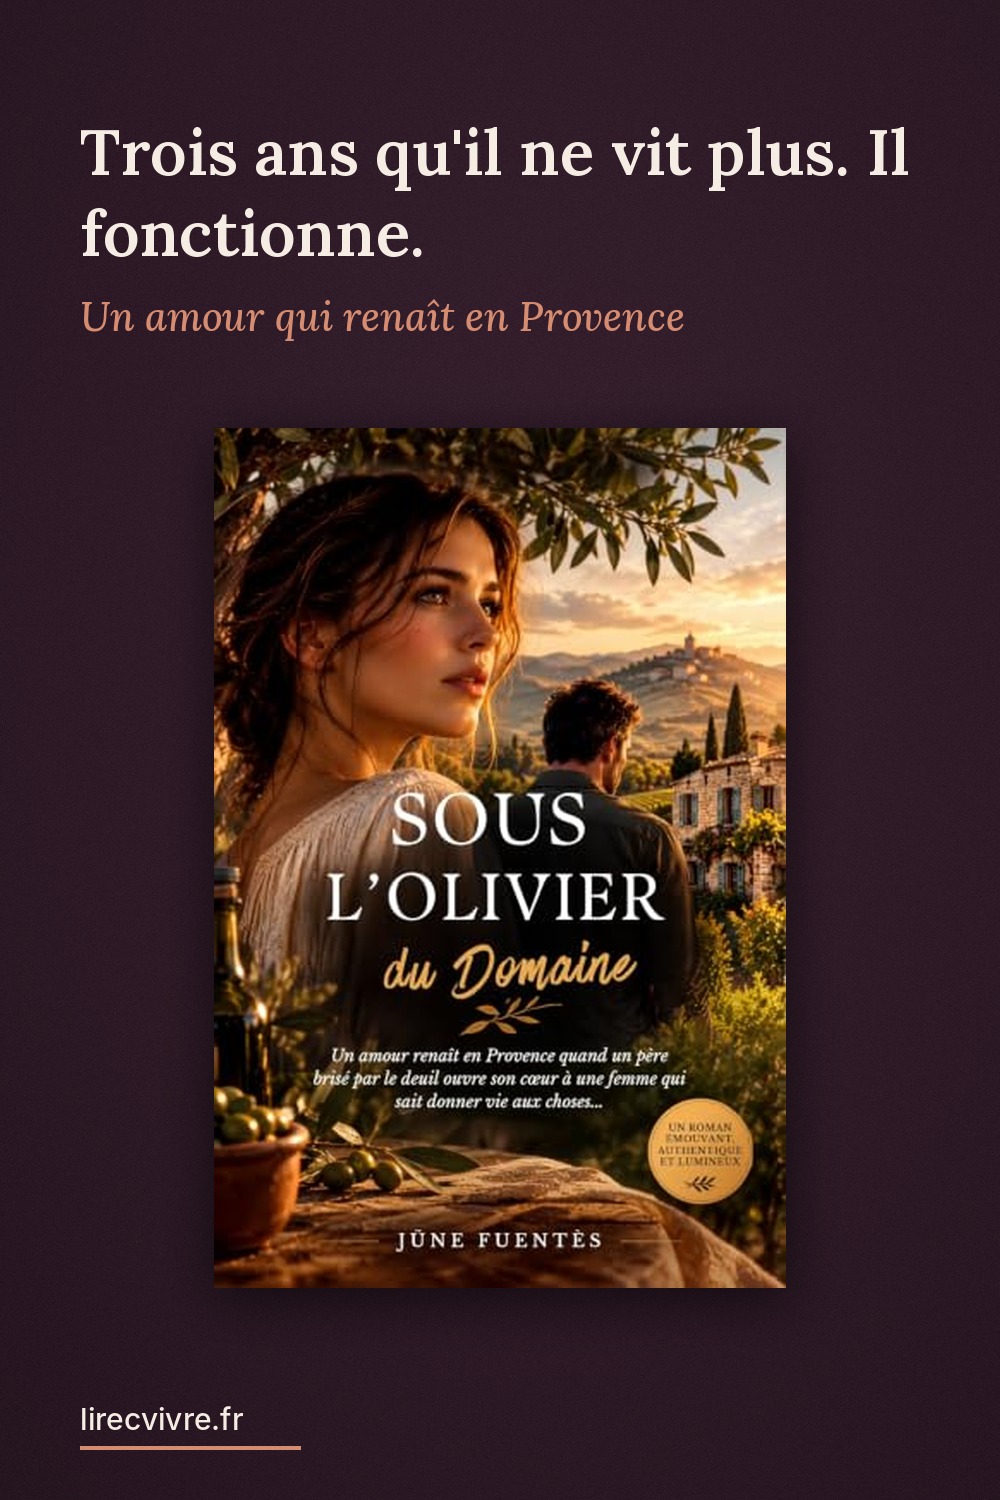 Trois ans qu'il ne vit plus. Il
fonctionne.
Un amour qui renaît en Provence
SOUS
L’OLIVIER
du Domaine
Un amour renaît en Provence quand un père
brisé par le deuil ouvre son cœur à une femme qui
sait donner vie aux choses...
UN ROMAN
ÉMOUVANT,
AUTHENTIQUE
ET LUMINEUX
JŪNE FUENTÈS
lirecvivre.fr